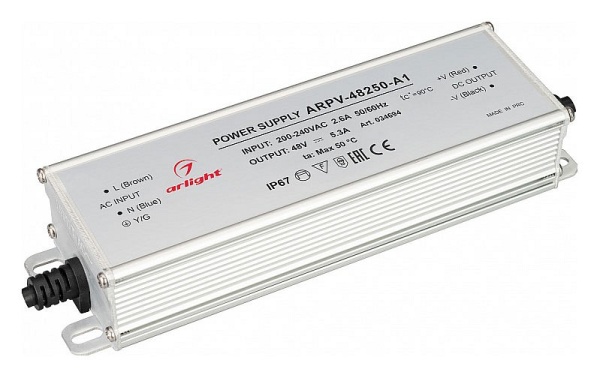 L (Brown)
AC INPUT
N (Blue)
Y/G
arlight
POWER SUPPLY ARPV-48250-A1
INPUT: 200-240VAC 2.6A 50/60Hz
OUTPUT: 48V 5.3A Art. 034694
ta: Max 50 °C
IP67 EAC CE
tc=90°C
+V (Red)
DC OUTPUT
-V (Black)
MADE IN PRC